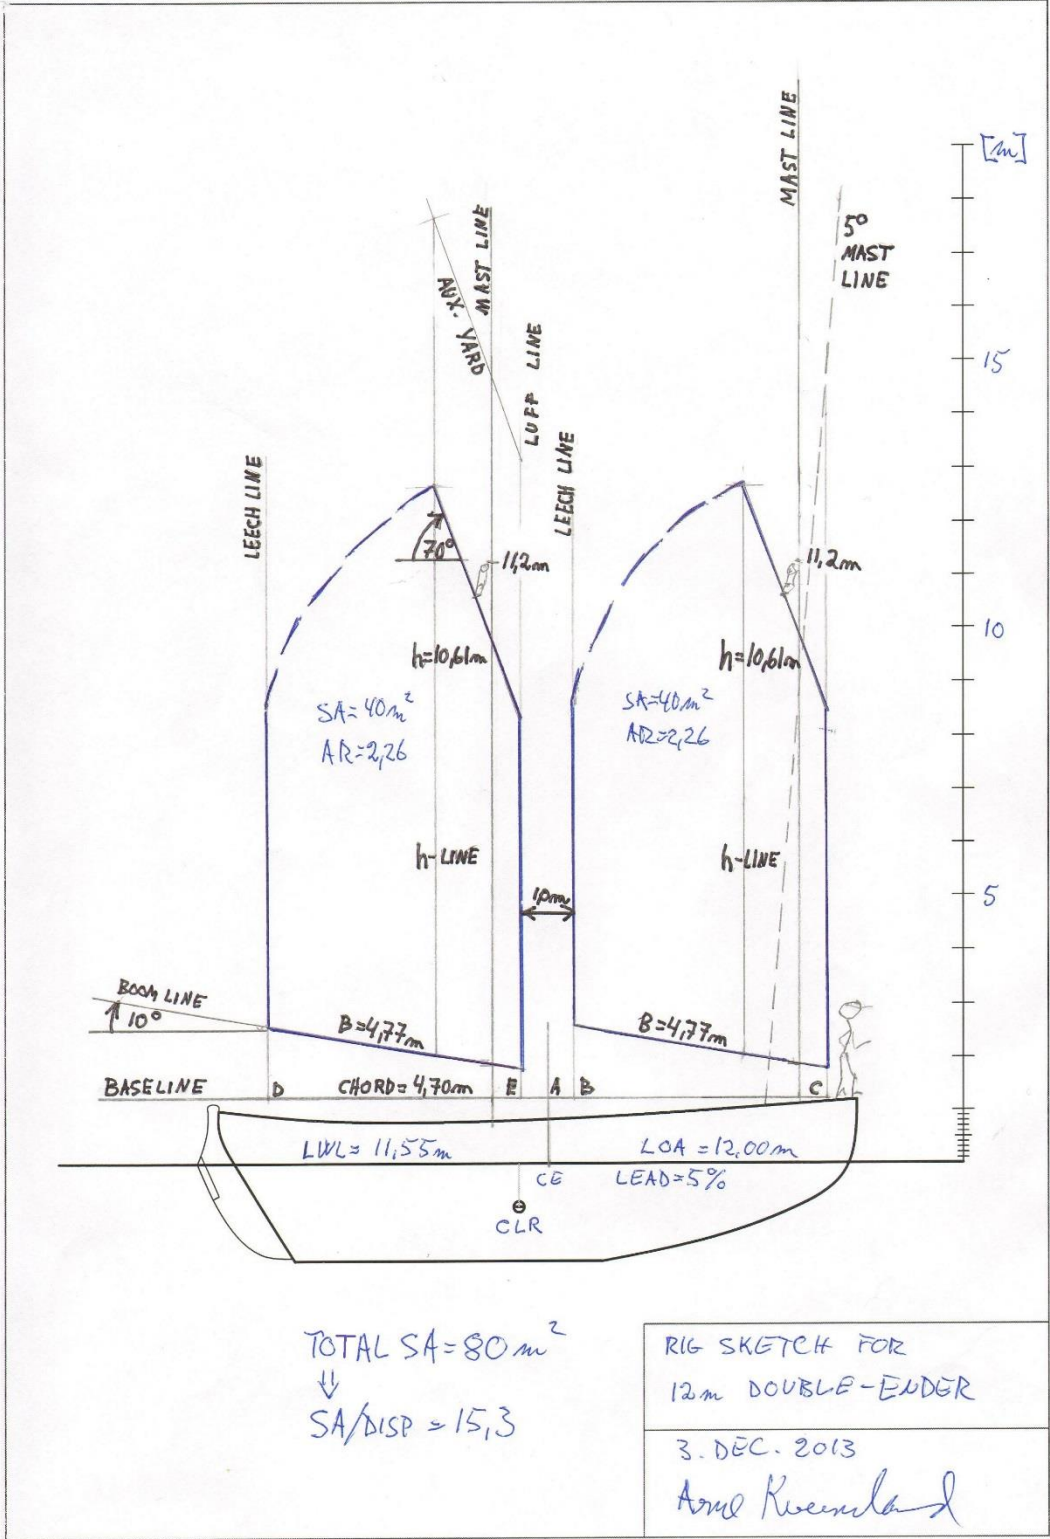 [m]
MAST LINE
5°
MAST
LINE
MAST LINE
AUX. YARD
LUFF LINE
15
LEECH LINE
LEECH LINE
70°
11,2m
11,2m
10
h=10,61m
h=10,61m
SA=40m²
AR=2,26
SA=40m²
AR=2,26
h-LINE
h-LINE
1,0m
5
BOOM LINE
10°
B=4,77m
B=4,77m
BASELINE
D
CHORD=4,70m
E
A
B
C
LWL=11,55m
LOA=12,00m
CE
LEAD=5%
CLR
TOTAL SA=80m²
⇓
SA/DISP=15,3
RIG SKETCH FOR
12m DOUBLE-ENDER
3. DEC. 2013
Arne Kverneland